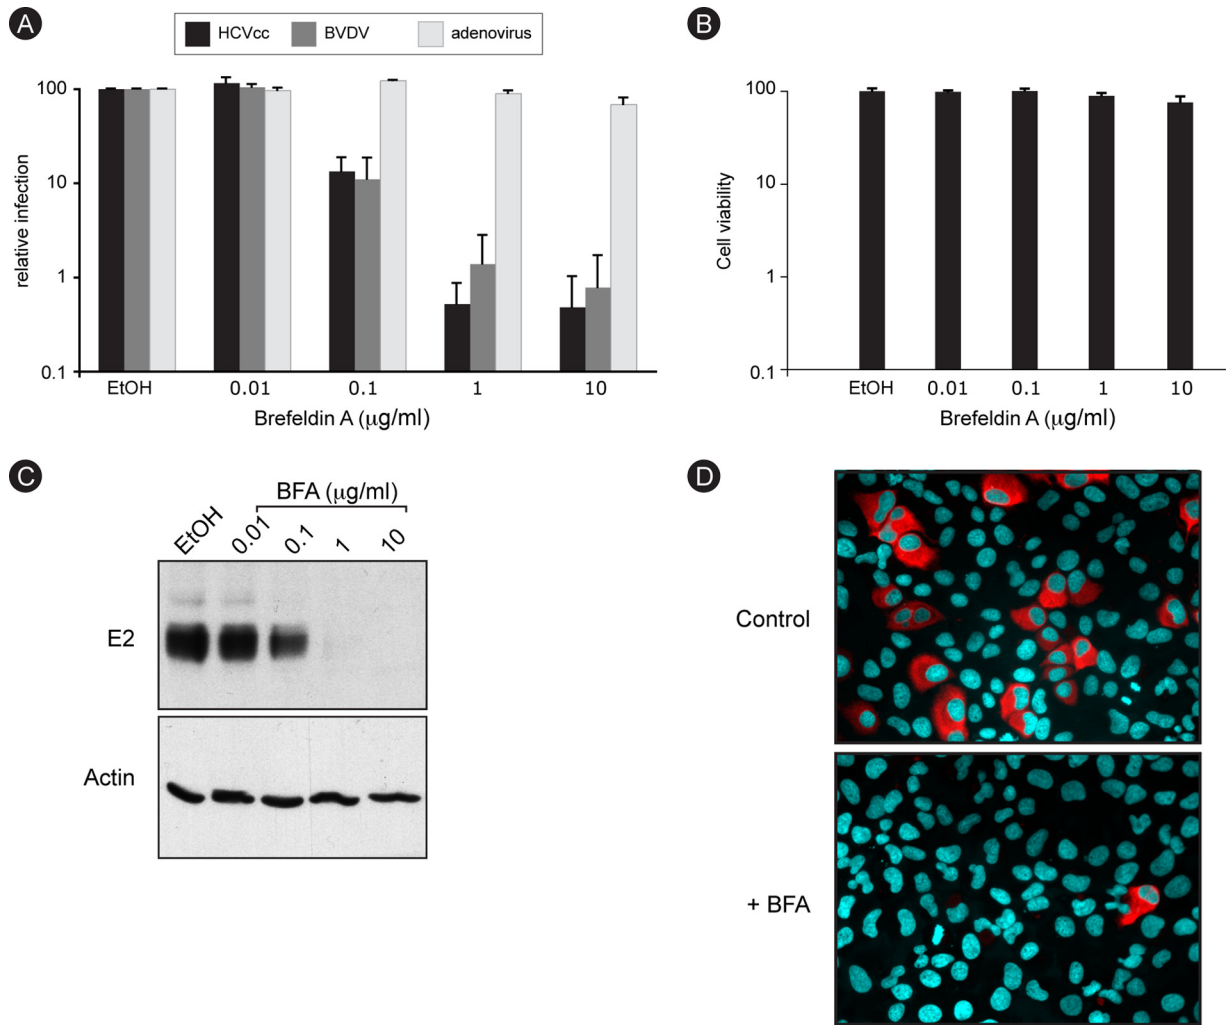 A
HCVcc BVDV adenovirus
relative infection
100
10
1
0.1
EtOH 0.01 0.1 1 10
Brefeldin A (μg/ml)
B
Cell viability
100
10
1
0.1
EtOH 0.01 0.1 1 10
Brefeldin A (μg/ml)
C
BFA (μg/ml)
EtOH 0.01 0.1 1 10
E2
Actin
D
Control
+ BFA